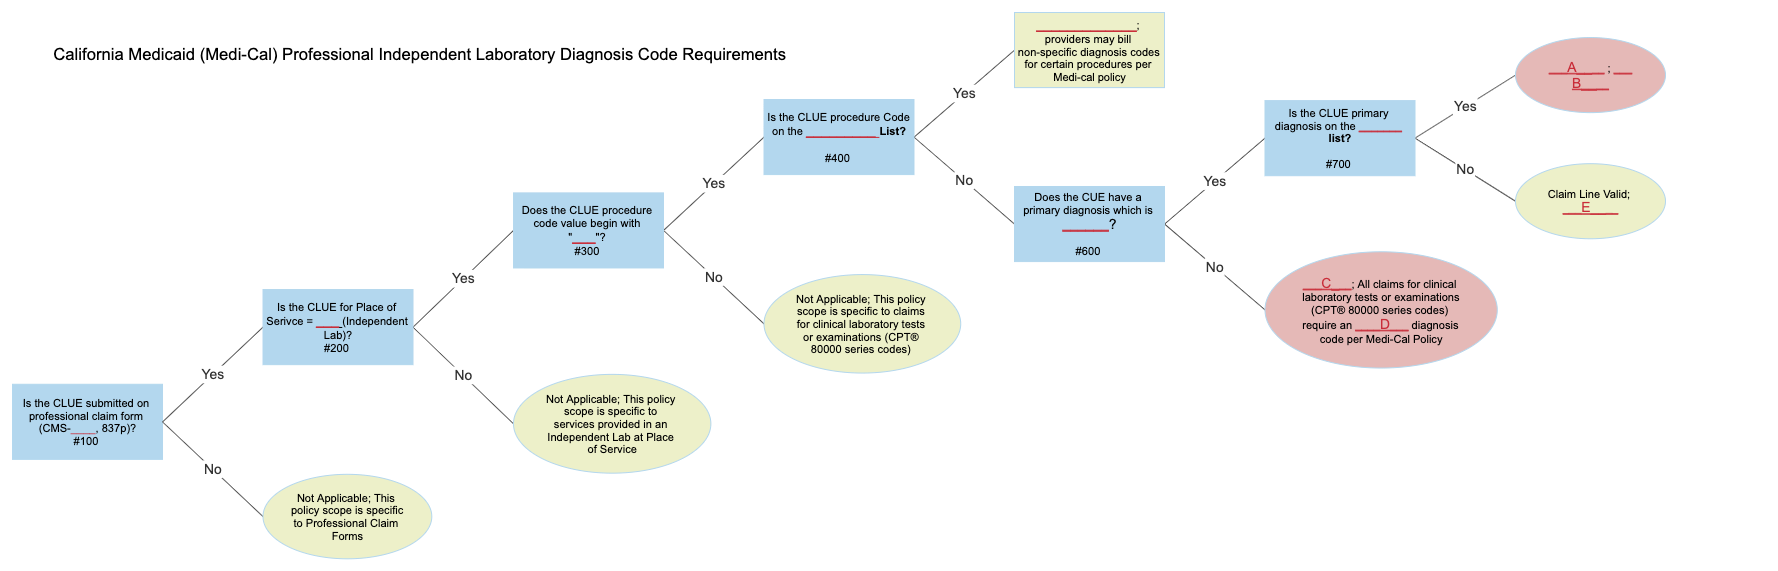 California Medicaid (Medi-Cal) Professional Independent Laboratory Diagnosis Code Requirements
Is the CLUE submitted on
professional claim form
(CMS-____, 837p)?
#100
Yes
No
Not Applicable; This
policy scope is specific
to Professional Claim
Forms
Is the CLUE for Place of
Serivce = ____(Independent
Lab)?
#200
Yes
No
Not Applicable; This policy
scope is specific to
services provided in an
Independent Lab at Place
of Service
Does the CLUE procedure
code value begin with
"____"?
#300
Yes
No
Not Applicable; This policy
scope is specific to claims
for clinical laboratory tests
or examinations (CPT®
80000 series codes)
Is the CLUE procedure Code
on the ____________List?
#400
Yes
No
_________________;
providers may bill
non-specific diagnosis codes
for certain procedures per
Medi-cal policy
Does the CUE have a
primary diagnosis which is
________?
#600
Yes
No
C____; All claims for clinical
laboratory tests or examinations
(CPT® 80000 series codes)
require an ____D____ diagnosis
code per Medi-Cal Policy
Is the CLUE primary
diagnosis on the _______
list?
#700
Yes
No
___A____ ; ___
B_____
Claim Line Valid;
___E_____